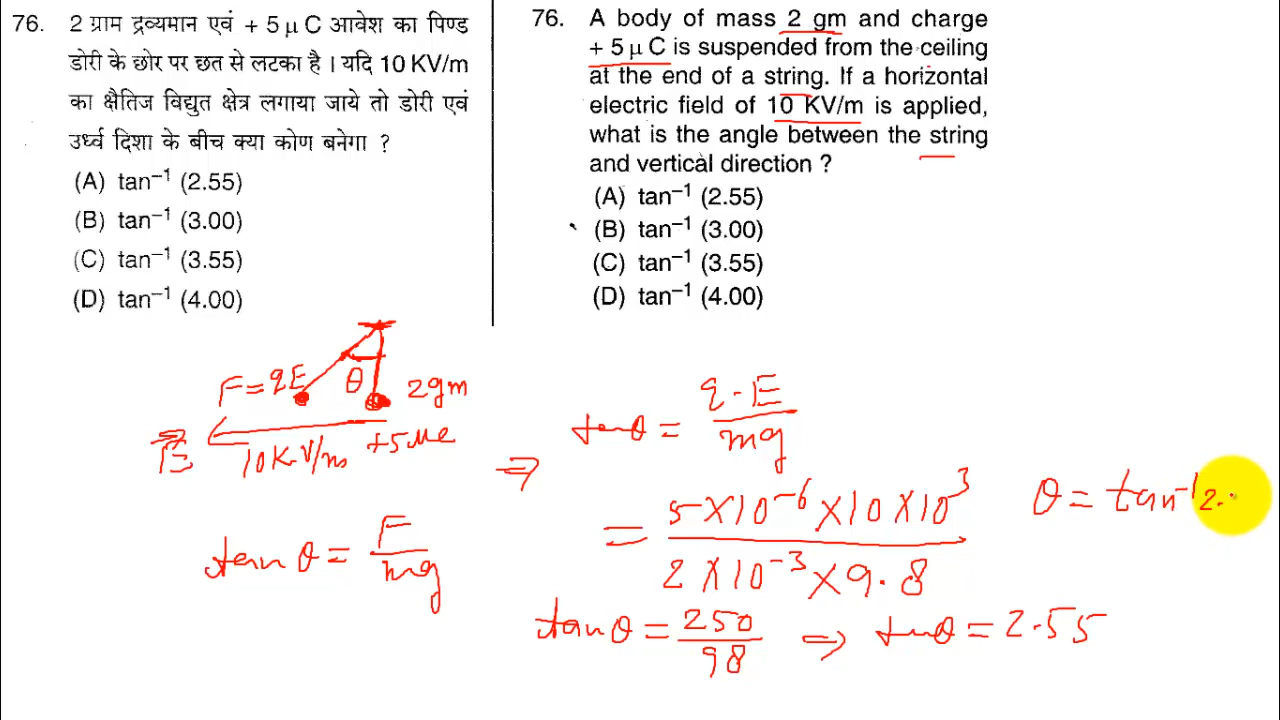 76. 2 ग्राम द्रव्यमान एवं + 5 μ C आवेश का पिण्ड
डोरी के छोर पर छत से लटका है । यदि 10 KV/m
का क्षैतिज विद्युत क्षेत्र लगाया जाये तो डोरी एवं
उर्ध्व दिशा के बीच क्या कोण बनेगा ?
(A) tan⁻¹ (2.55)
(B) tan⁻¹ (3.00)
(C) tan⁻¹ (3.55)
(D) tan⁻¹ (4.00)
76. A body of mass 2 gm and charge
+ 5 μ C is suspended from the ceiling
at the end of a string. If a horizontal
electric field of 10 KV/m is applied,
what is the angle between the string
and vertical direction ?
(A) tan⁻¹ (2.55)
(B) tan⁻¹ (3.00)
(C) tan⁻¹ (3.55)
(D) tan⁻¹ (4.00)
F = qE θ 2gm
E 10 KV/m +5μc
tan θ = F/mg
⇒ tanθ = q·E/mg
= 5×10⁻⁶ × 10 × 10³ / 2 × 10⁻³ × 9.8
tanθ = 250/98 ⇒ tanθ = 2.55
θ = tan⁻¹ 2.